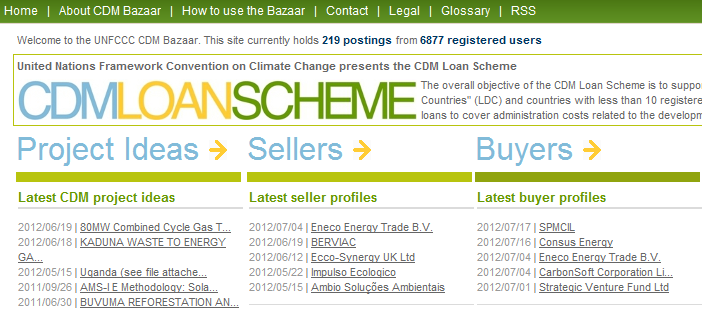 Home | About CDM Bazaar | How to use the Bazaar | Contact | Legal | Glossary | RSS
Welcome to the UNFCCC CDM Bazaar. This site currently holds 219 postings from 6877 registered users
United Nations Framework Convention on Climate Change presents the CDM Loan Scheme
CDMLOANSCHEME
The overall objective of the CDM Loan Scheme is to suppo
Countries" (LDC) and countries with less than 10 registere
loans to cover administration costs related to the developm
Project Ideas
Latest CDM project ideas
2012/06/19 | 80MW Combined Cycle Gas T...
2012/06/18 | KADUNA WASTE TO ENERGY
GA...
2012/05/15 | Uganda (see file attache...
2011/09/26 | AMS-I E Methodology: Sola...
2011/06/30 | BUVUMA REFORESTATION AN...
Sellers
Latest seller profiles
2012/07/04 | Eneco Energy Trade B.V.
2012/06/19 | BERVIAC
2012/06/12 | Ecco-Synergy UK Ltd
2012/05/22 | Impulso Ecologico
2012/05/15 | Ambio Soluções Ambientais
Buyers
Latest buyer profiles
2012/07/17 | SPMCIL
2012/07/16 | Consus Energy
2012/07/04 | Eneco Energy Trade B.V.
2012/07/04 | CarbonSoft Corporation Li...
2012/07/01 | Strategic Venture Fund Ltd